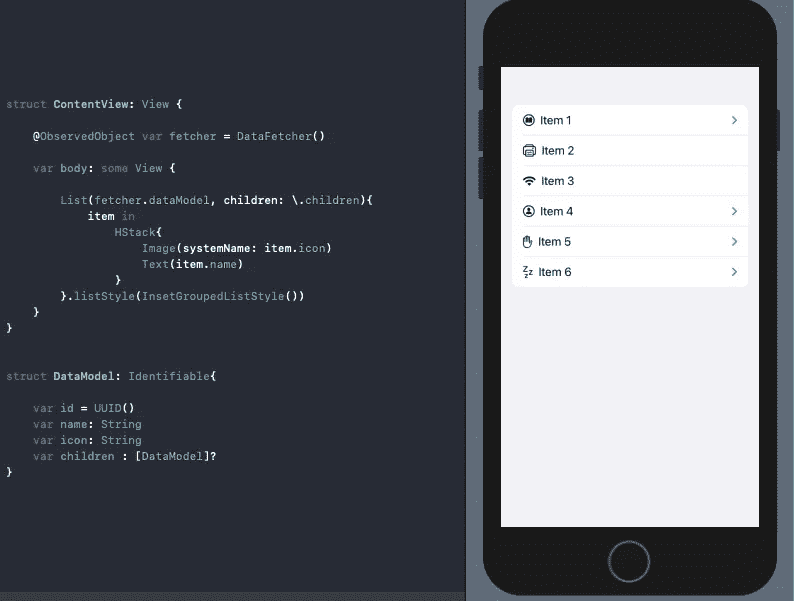 struct ContentView: View {
@ObservedObject var fetcher = DataFetcher()
var body: some View {
List(fetcher.dataModel, children: \.children){
item in
HStack{
Image(systemName: item.icon)
Text(item.name)
}
}.listStyle(InsetGroupedListStyle())
}
}
struct DataModel: Identifiable{
var id = UUID()
var name: String
var icon: String
var children : [DataModel]?
}
Item 1
Item 2
Item 3
Item 4
Item 5
Item 6